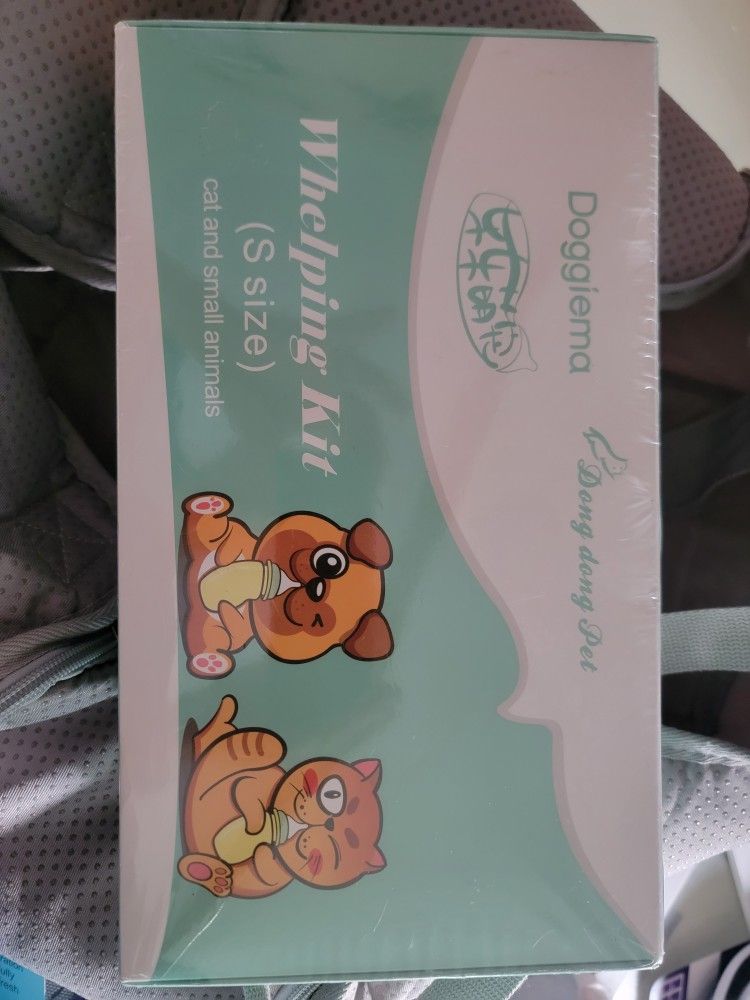 Doggiema
Dong dong Pet
Whelping Kit
(S size)
cat and small animals